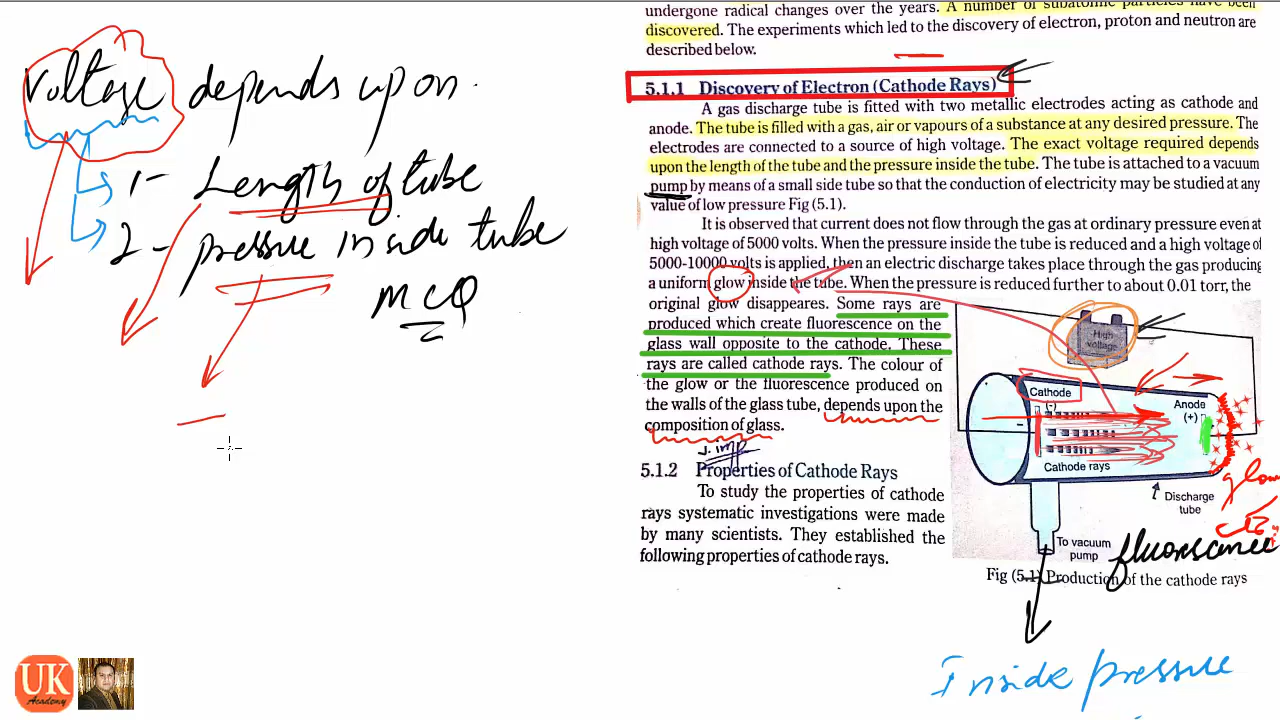 voltage depends upon.
1- Length of tube
2- pressure inside tube
MCQ
undergone radical changes over the years. A number of subatomic particles have been
discovered. The experiments which led to the discovery of electron, proton and neutron are
described below.
5.1.1 Discovery of Electron (Cathode Rays)
A gas discharge tube is fitted with two metallic electrodes acting as cathode and
anode. The tube is filled with a gas, air or vapours of a substance at any desired pressure. The
electrodes are connected to a source of high voltage. The exact voltage required depends
upon the length of the tube and the pressure inside the tube. The tube is attached to a vacuum
pump by means of a small side tube so that the conduction of electricity may be studied at any
value of low pressure Fig (5.1).
It is observed that current does not flow through the gas at ordinary pressure even at
high voltage of 5000 volts. When the pressure inside the tube is reduced and a high voltage of
5000-10000 volts is applied, then an electric discharge takes place through the gas producing
a uniform glow inside the tube. When the pressure is reduced further to about 0.01 torr, the
original glow disappears. Some rays are
produced which create fluorescence on the
glass wall opposite to the cathode. These
rays are called cathode rays. The colour of
the glow or the fluorescence produced on
the walls of the glass tube, depends upon the
composition of glass.
v. imp
5.1.2 Properties of Cathode Rays
To study the properties of cathode
rays systematic investigations were made
by many scientists. They established the
following properties of cathode rays.
High
voltage
Cathode
(-)
Anode
(+)
Cathode rays
Discharge
tube
glow
To vacuum
pump
Fig (5.1) Production of the cathode rays
Inside pressure
UK
Academy